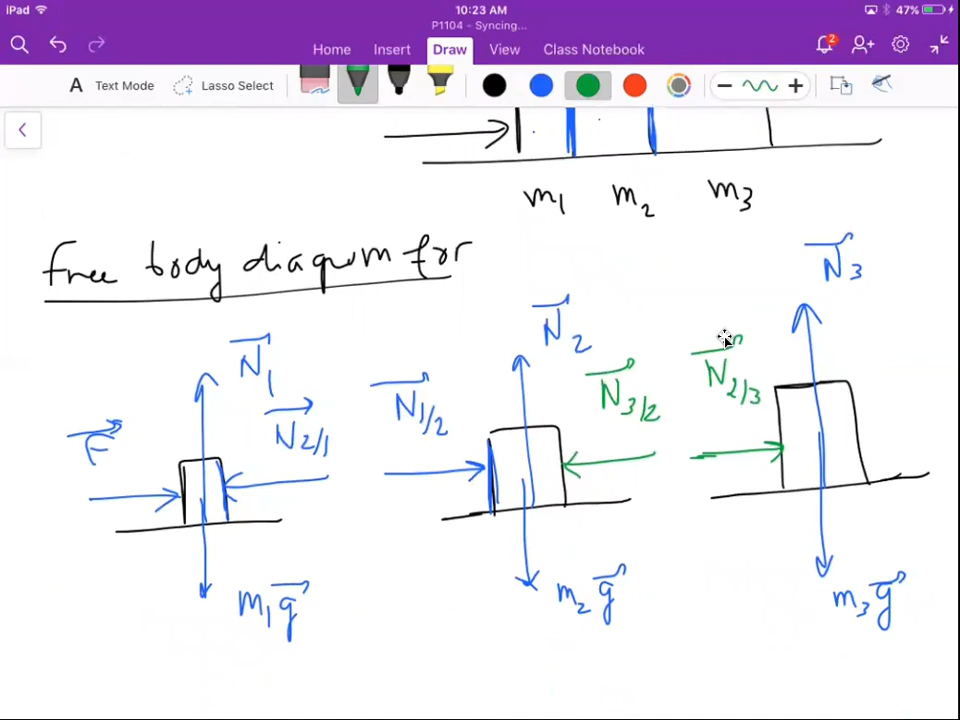 iPad 10:23 AM 47%
P1104 - Syncing...
Home Insert Draw View Class Notebook 2
A Text Mode Lasso Select
m1 m2 m3
Free body diagram for
N3
N2
N1 N1/2 N3/2 N2/3
F N2/1
m1g m2g m3g